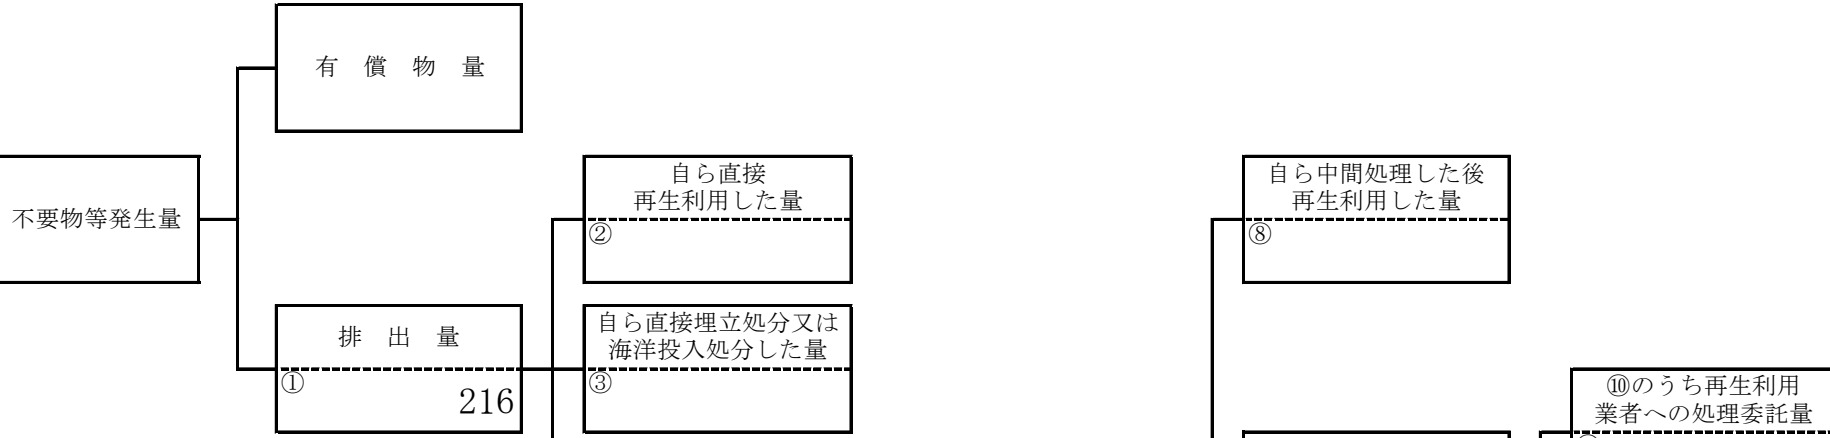 有 償 物 量
不要物等発生量
自ら直接
再生利用した量
②
自ら中間処理した後
再生利用した量
⑧
排 出 量
①
216
自ら直接埋立処分又は
海洋投入処分した量
③
⑩のうち再生利用
業者への処理委託量